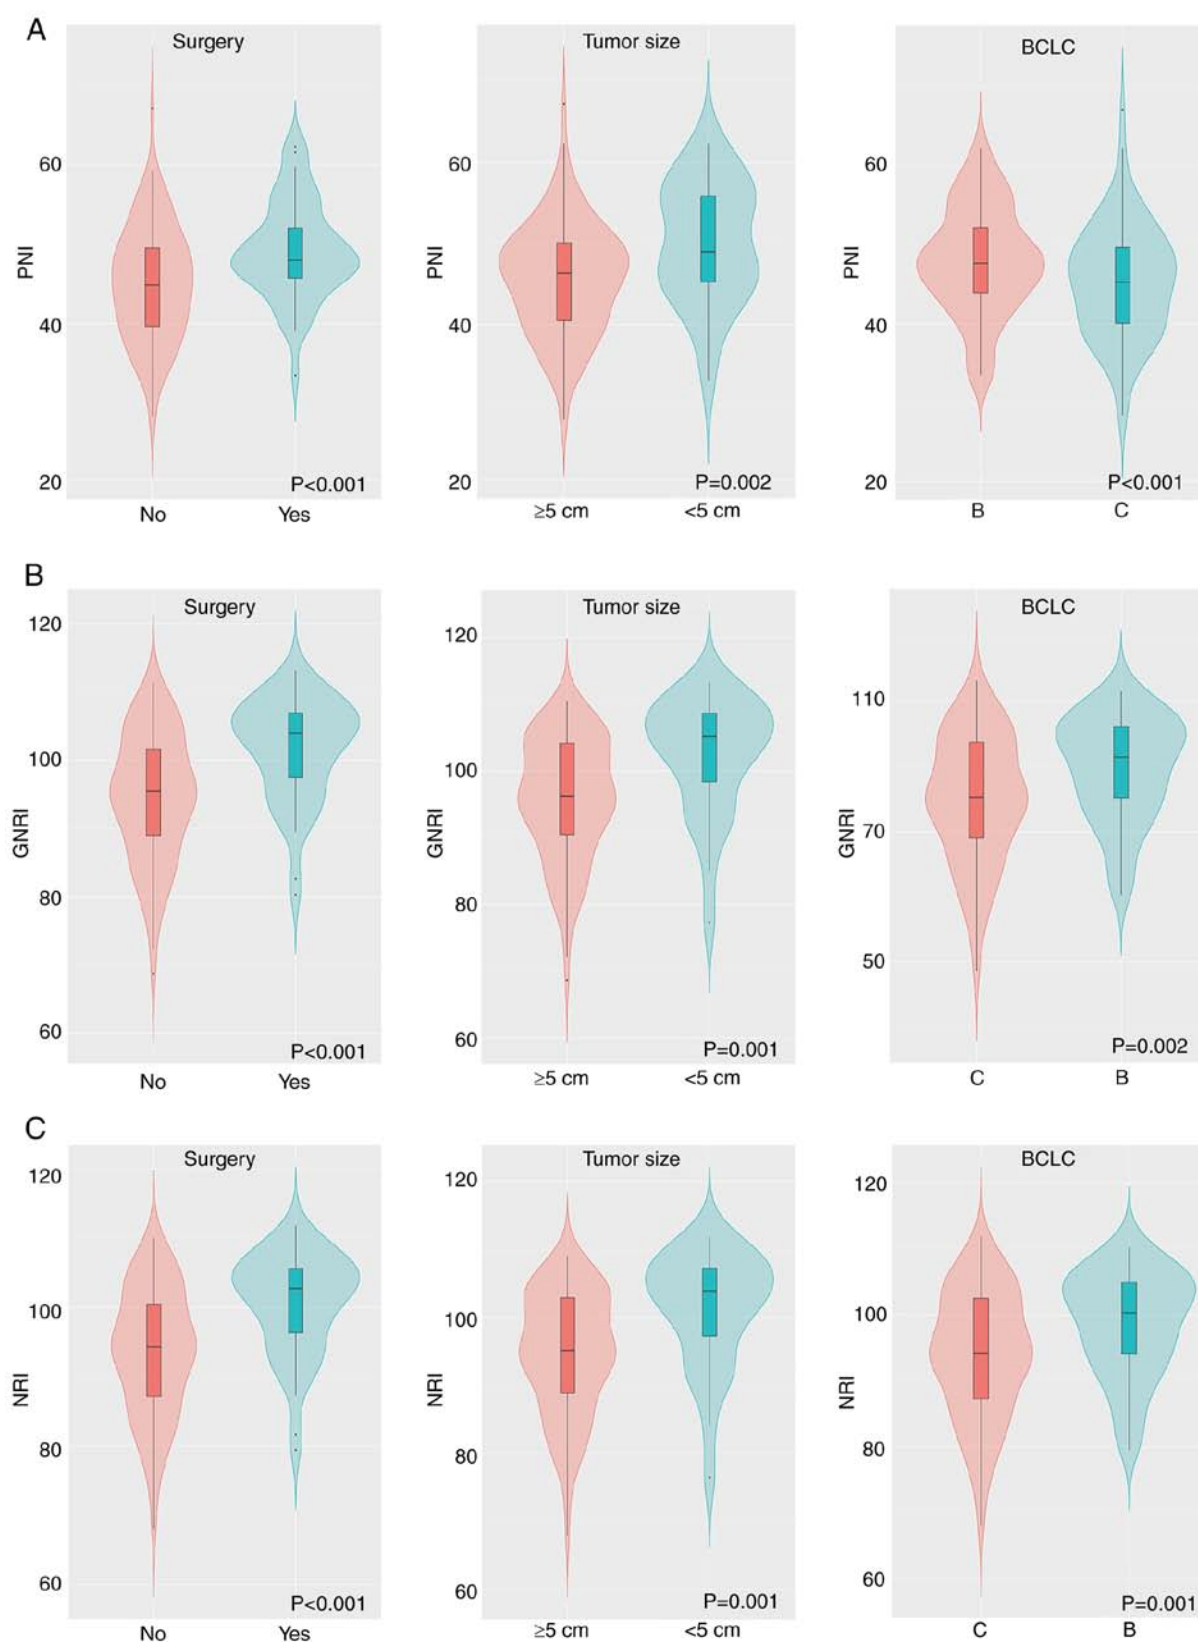 A
Surgery
Tumor size
BCLC
60
40
20
PNI
P<0.001
No
Yes
60
40
20
PNI
P=0.002
≥5 cm
<5 cm
60
40
20
PNI
P<0.001
B
C
B
Surgery
Tumor size
BCLC
120
100
80
60
GNRI
P<0.001
No
Yes
120
100
80
60
GNRI
P=0.001
≥5 cm
<5 cm
110
70
50
GNRI
P=0.002
C
B
C
Surgery
Tumor size
BCLC
120
100
80
60
NRI
P<0.001
No
Yes
120
100
80
60
NRI
P=0.001
≥5 cm
<5 cm
120
100
80
60
NRI
P=0.001
C
B